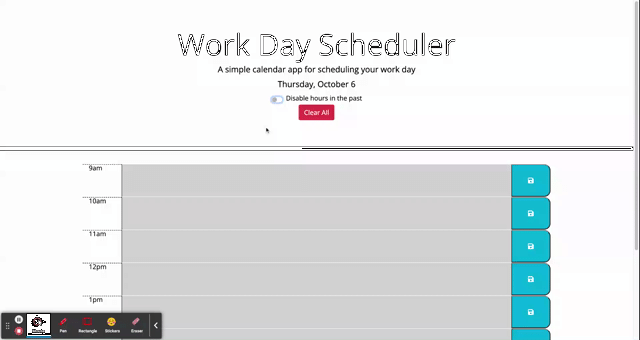 Work Day Scheduler
A simple calendar app for scheduling your work day
Thursday, October 6
Disable hours in the past
Clear All
9am
10am
11am
12pm
1pm
Pen
Rectangle
Stickers
Eraser